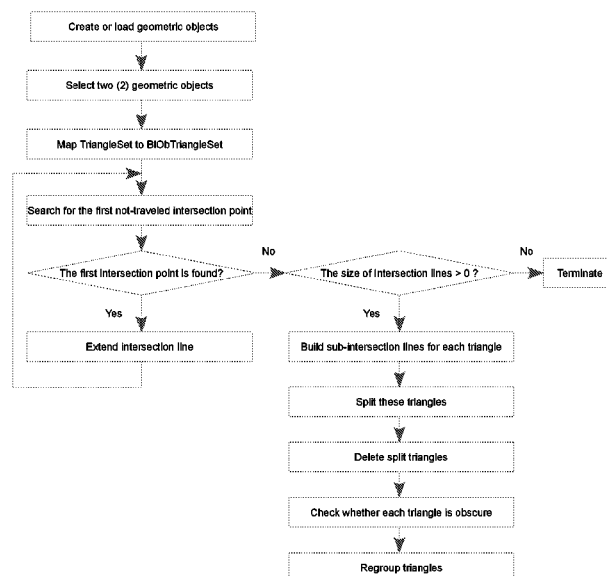 Create or load geometric objects
Select two (2) geometric objects
Map TriangleSet to BIObTriangleSet
Search for the first not-traveled intersection point
The first intersection point is found?
No
The size of intersection lines > 0 ?
No
Terminate
Yes
Extend intersection line
Yes
Build sub-intersection lines for each triangle
Split these triangles
Delete split triangles
Check whether each triangle is obscure
Regroup triangles